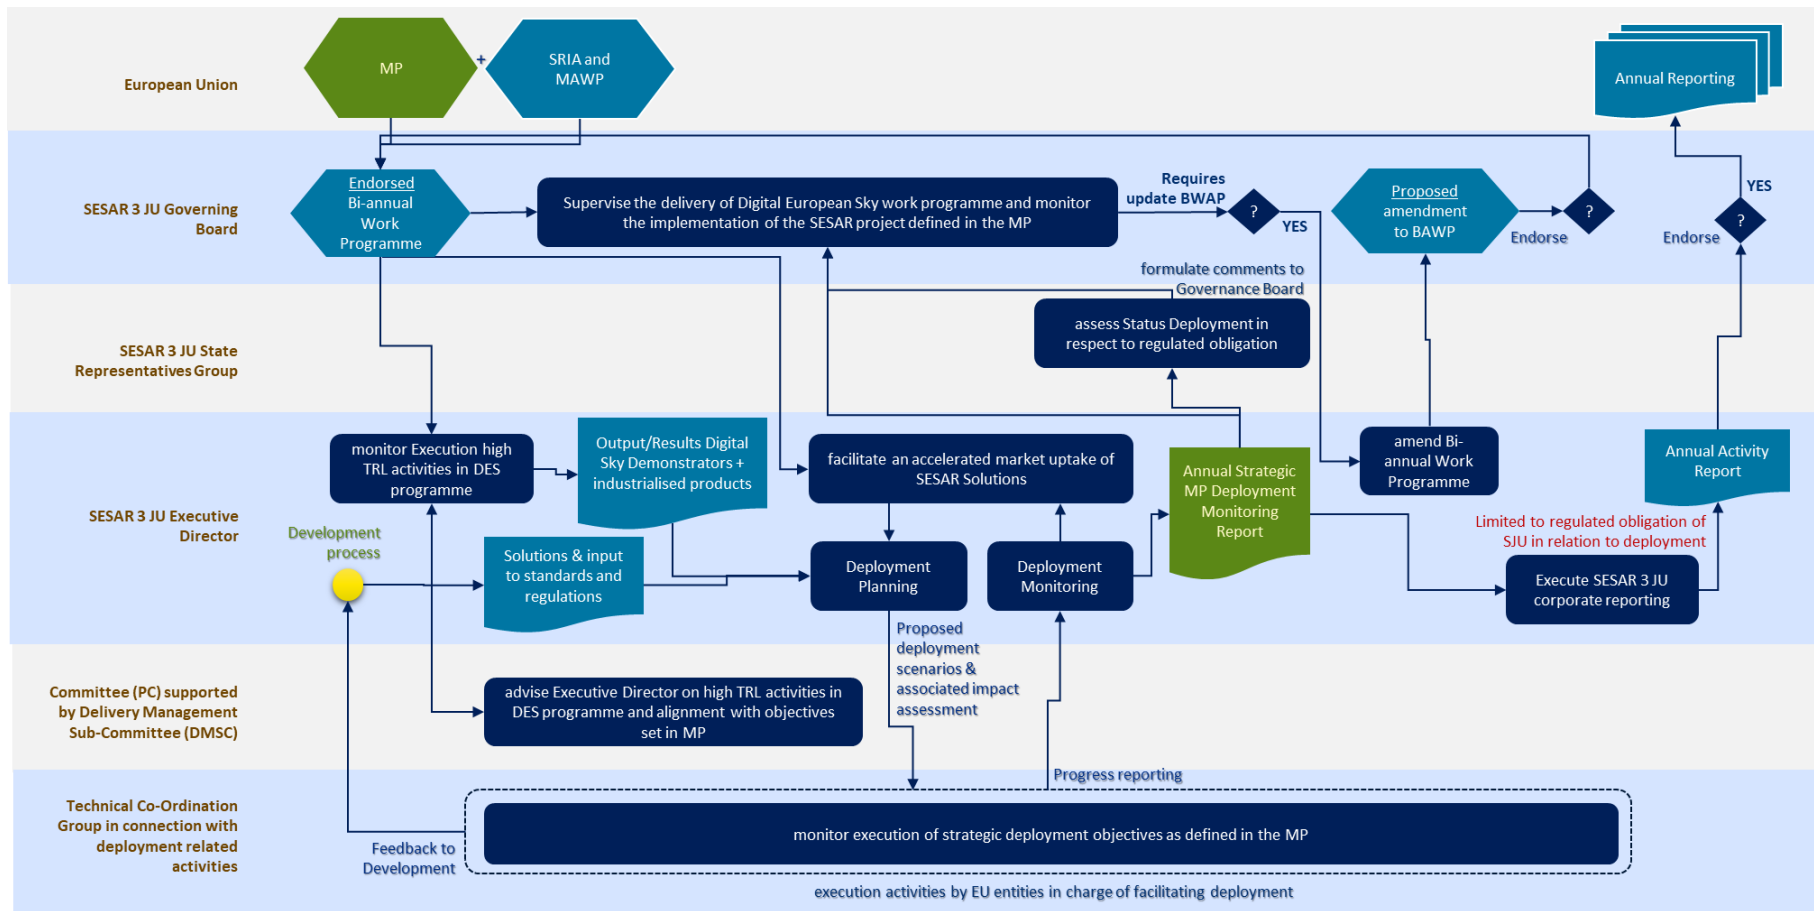 European Union
MP
+
SRIA and
MAWP
Annual Reporting
SESAR 3 JU Governing
Board
Endorsed
Bi-annual
Work
Programme
Supervise the delivery of Digital European Sky work programme and monitor
the implementation of the SESAR project defined in the MP
Requires
update BWAP
?
YES
Proposed
amendment
to BAWP
Endorse
?
Endorse
?
YES
formulate comments to
Governance Board
SESAR 3 JU State
Representatives Group
assess Status Deployment in
respect to regulated obligation
SESAR 3 JU Executive
Director
monitor Execution high
TRL activities in DES
programme
Output/Results Digital
Sky Demonstrators +
industrialised products
facilitate an accelerated market uptake of
SESAR Solutions
Annual Strategic
MP Deployment
Monitoring
Report
amend Bi-
annual Work
Programme
Annual Activity
Report
Limited to regulated obligation of
SJU in relation to deployment
Development
process
Solutions & input
to standards and
regulations
Deployment
Planning
Deployment
Monitoring
Execute SESAR 3 JU
corporate reporting
Proposed
deployment
scenarios &
associated impact
assessment
Committee (PC) supported
by Delivery Management
Sub-Committee (DMSC)
advise Executive Director on high TRL activities in
DES programme and alignment with objectives
set in MP
Progress reporting
Technical Co-Ordination
Group in connection with
deployment related
activities
Feedback to
Development
monitor execution of strategic deployment objectives as defined in the MP
execution activities by EU entities in charge of facilitating deployment